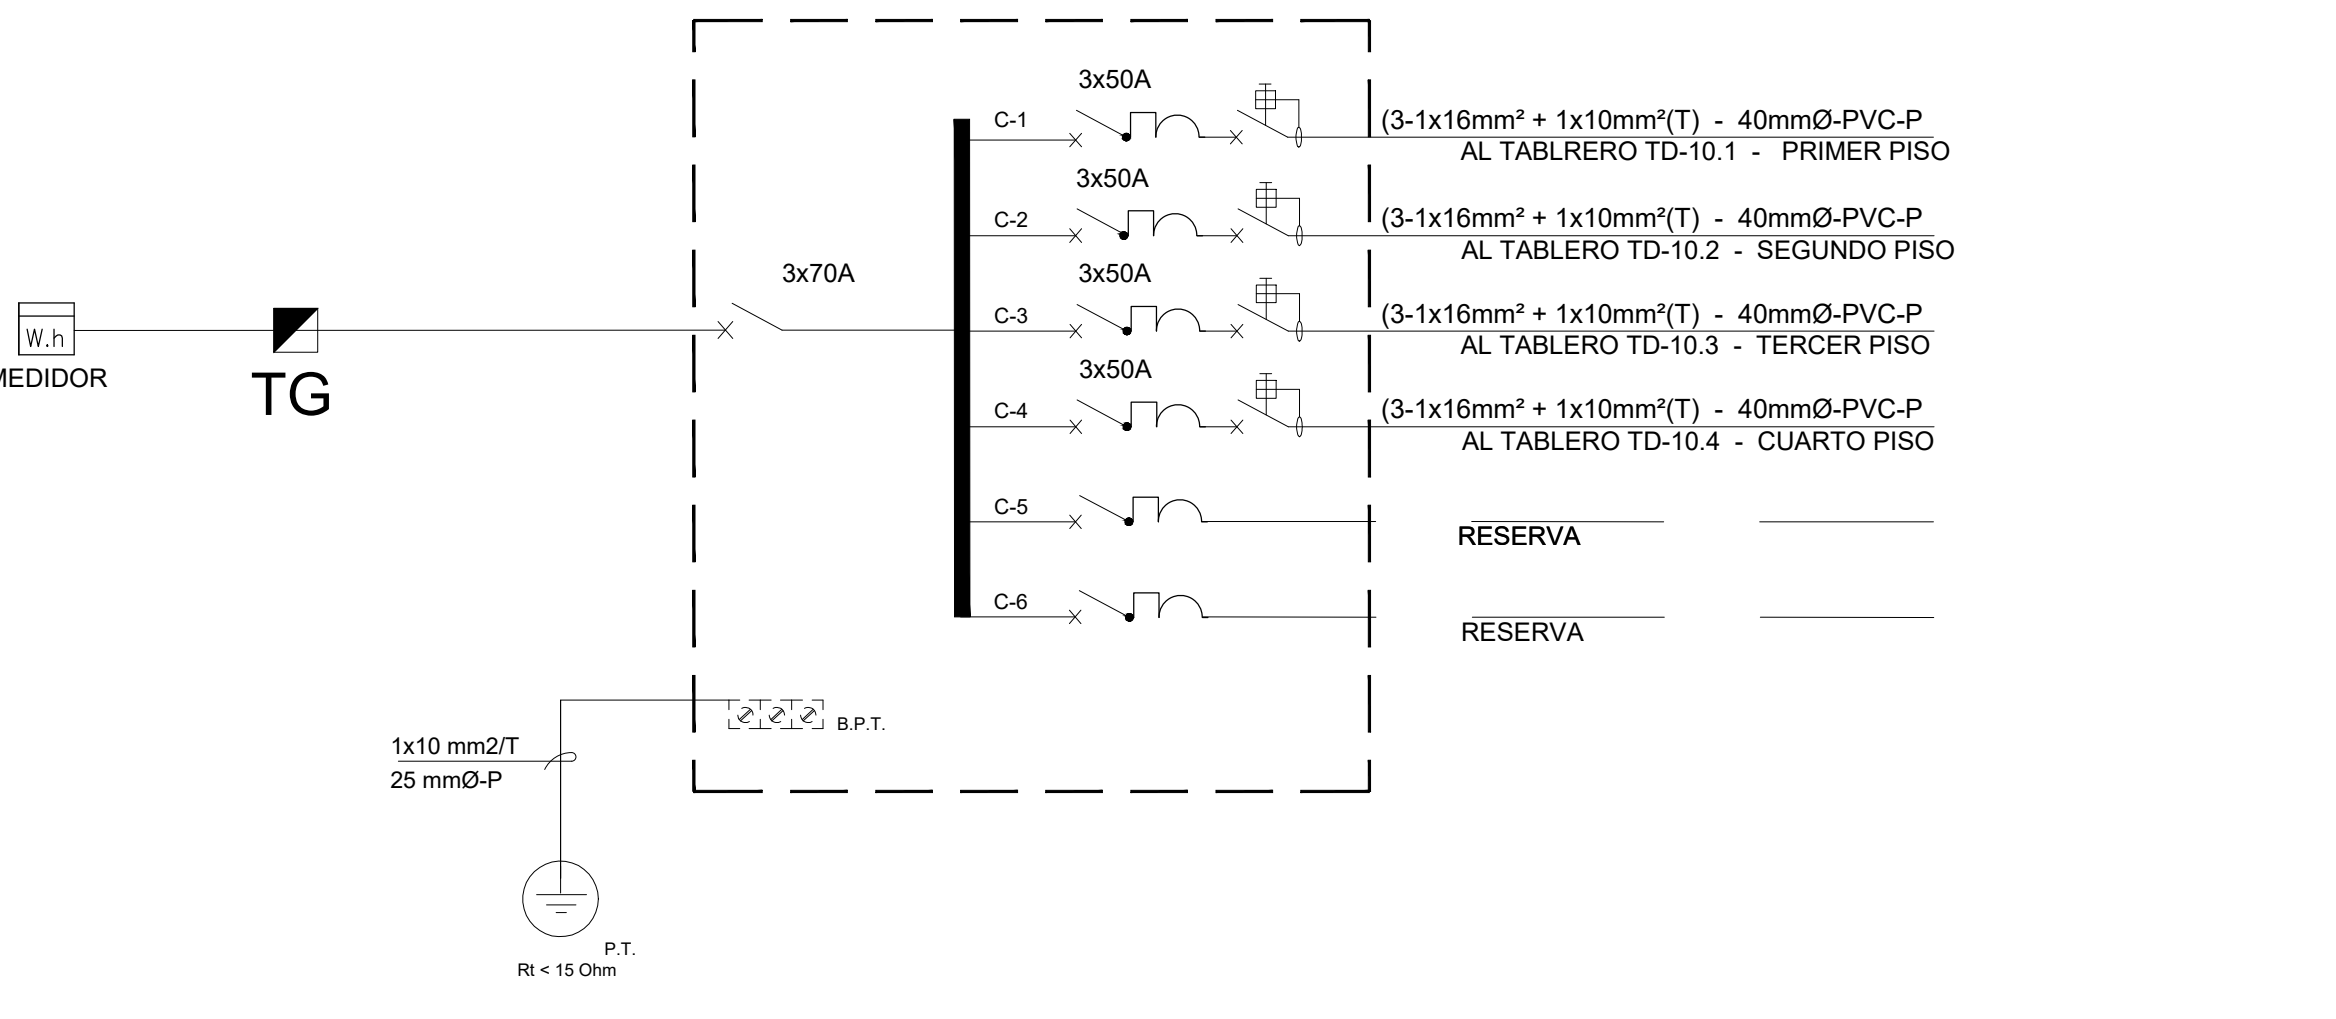 3x50A
C-1
(3-1x16mm² + 1x10mm²(T) - 40mmØ-PVC-P
AL TABLRERO TD-10.1 - PRIMER PISO
3x50A
C-2
(3-1x16mm² + 1x10mm²(T) - 40mmØ-PVC-P
AL TABLERO TD-10.2 - SEGUNDO PISO
3x70A
3x50A
C-3
(3-1x16mm² + 1x10mm²(T) - 40mmØ-PVC-P
AL TABLERO TD-10.3 - TERCER PISO
W.h
MEDIDOR
TG
3x50A
C-4
(3-1x16mm² + 1x10mm²(T) - 40mmØ-PVC-P
AL TABLERO TD-10.4 - CUARTO PISO
C-5
RESERVA
C-6
RESERVA
B.P.T.
1x10 mm2/T
25 mmØ-P
P.T.
Rt < 15 Ohm